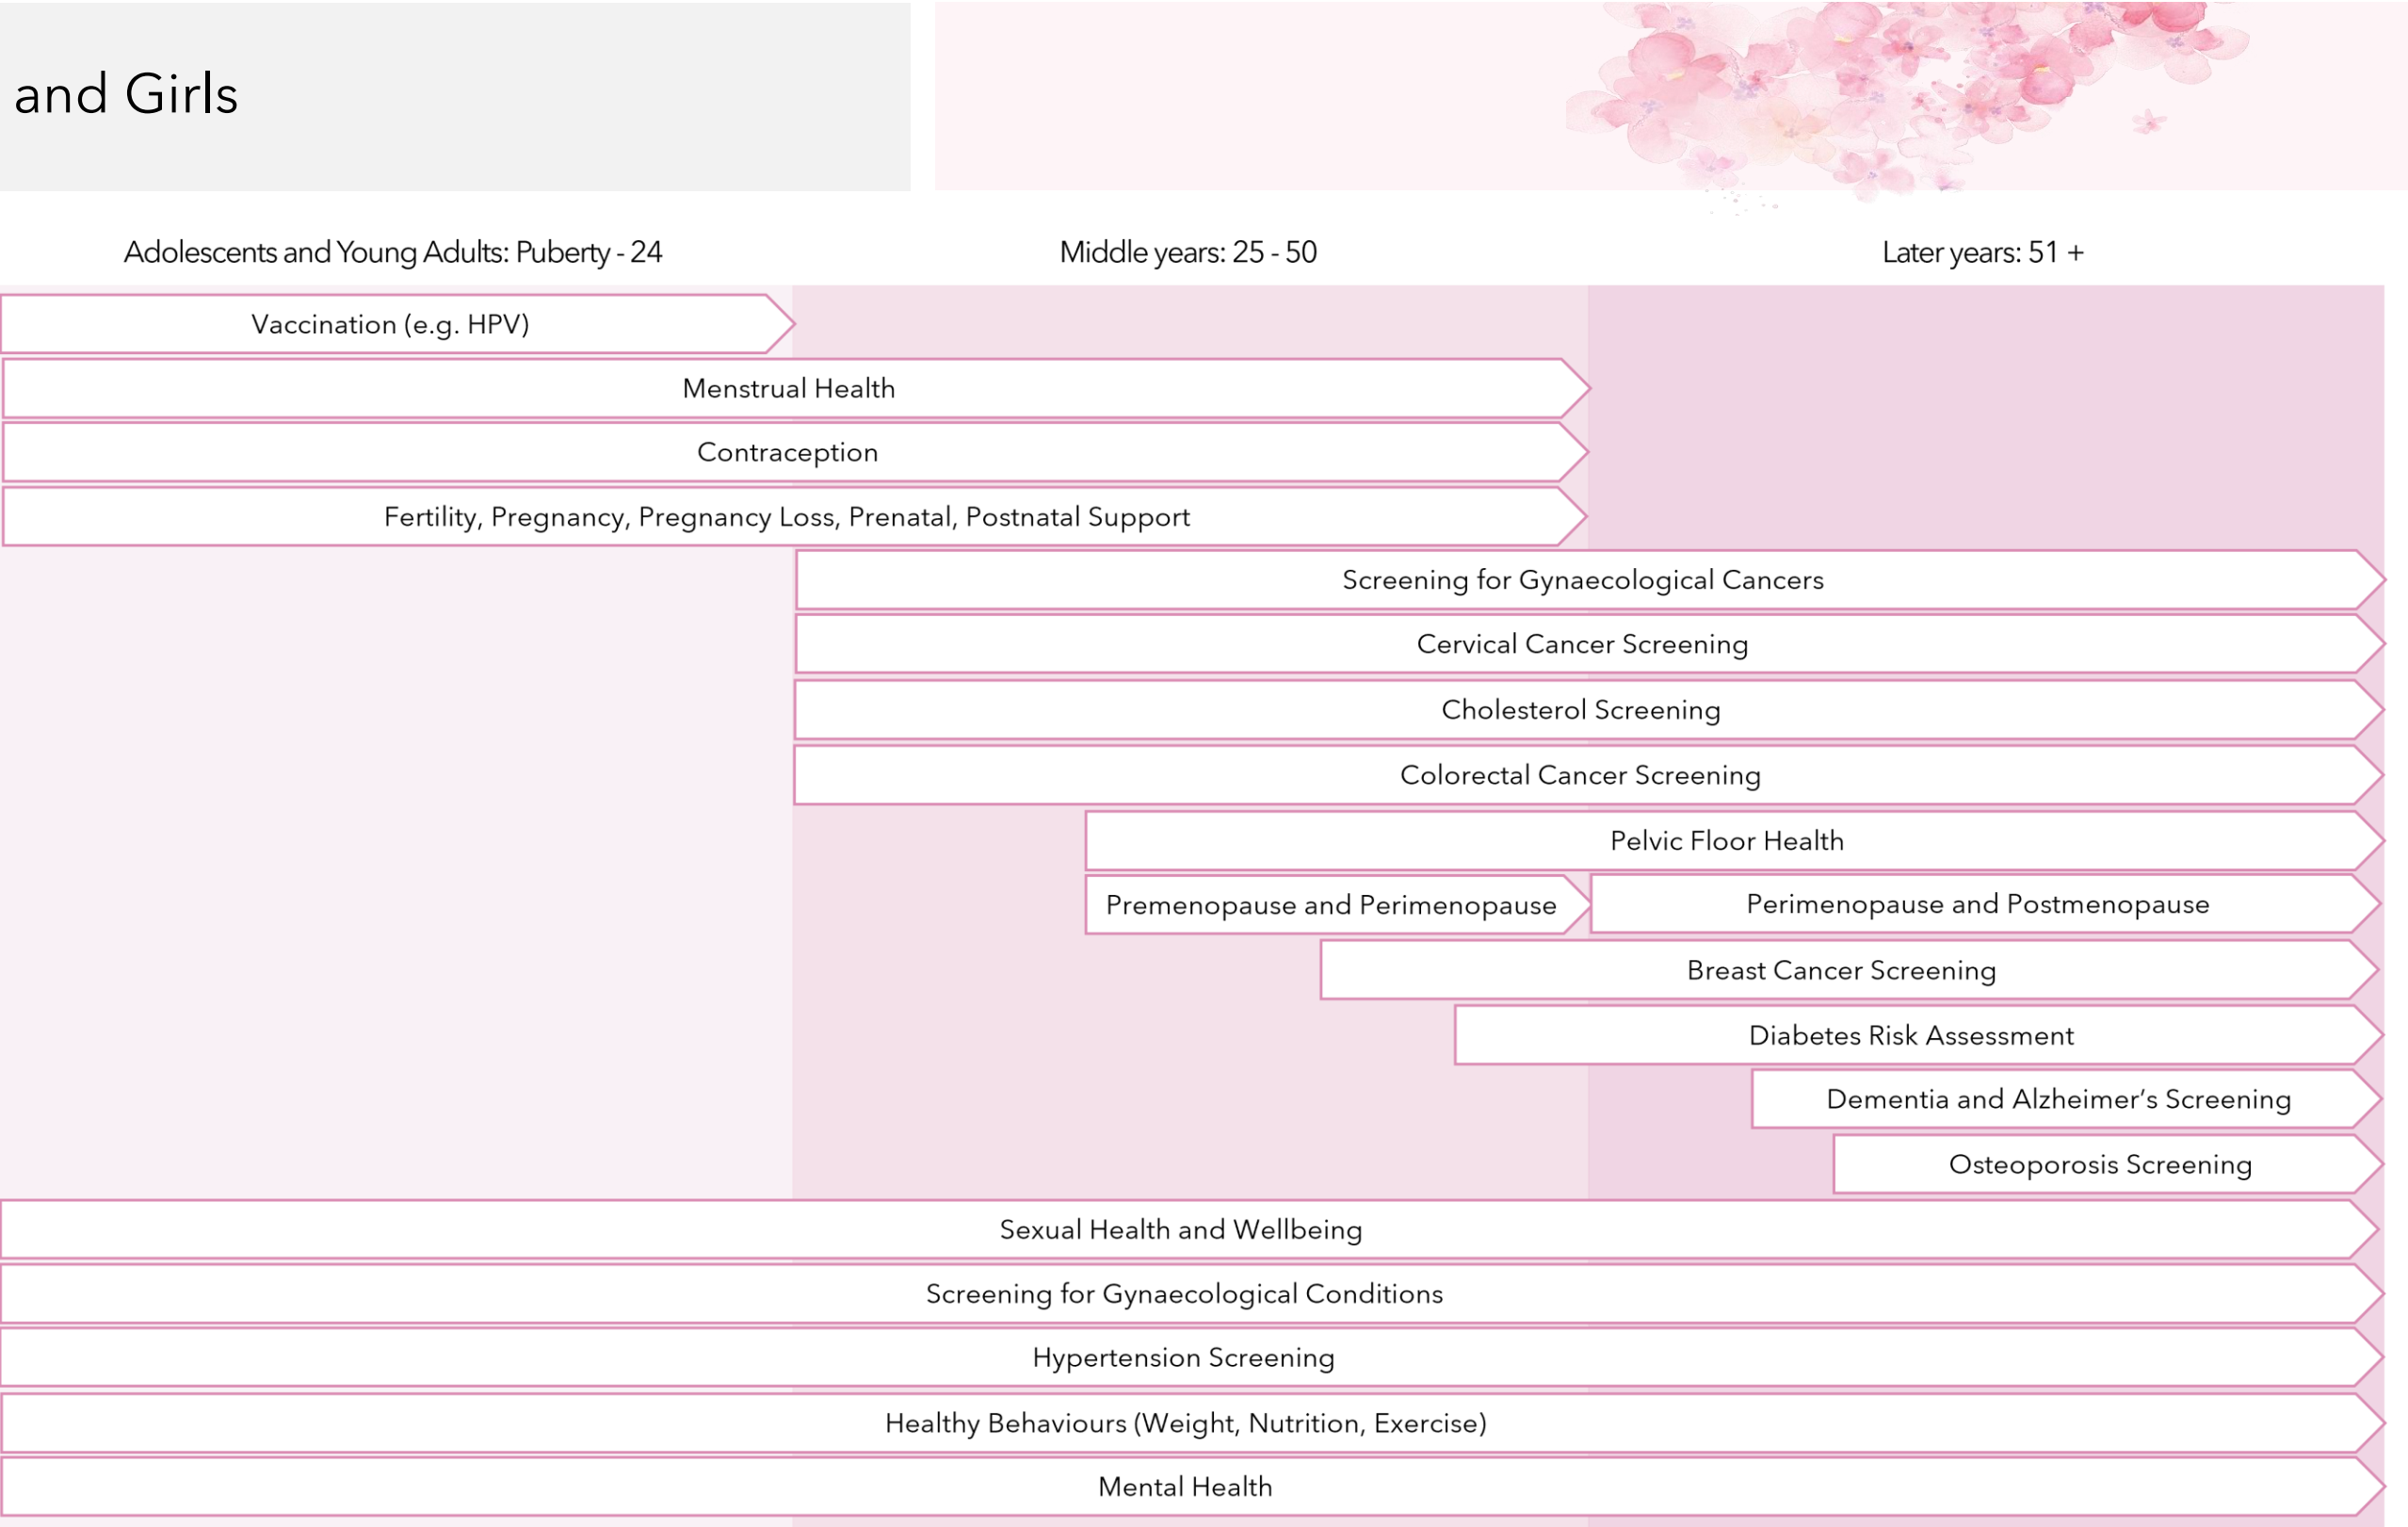 and Girls
Adolescents and Young Adults: Puberty - 24
Middle years: 25 - 50
Later years: 51 +
Vaccination (e.g. HPV)
Menstrual Health
Contraception
Fertility, Pregnancy, Pregnancy Loss, Prenatal, Postnatal Support
Screening for Gynaecological Cancers
Cervical Cancer Screening
Cholesterol Screening
Colorectal Cancer Screening
Pelvic Floor Health
Premenopause and Perimenopause
Perimenopause and Postmenopause
Breast Cancer Screening
Diabetes Risk Assessment
Dementia and Alzheimer’s Screening
Osteoporosis Screening
Sexual Health and Wellbeing
Screening for Gynaecological Conditions
Hypertension Screening
Healthy Behaviours (Weight, Nutrition, Exercise)
Mental Health